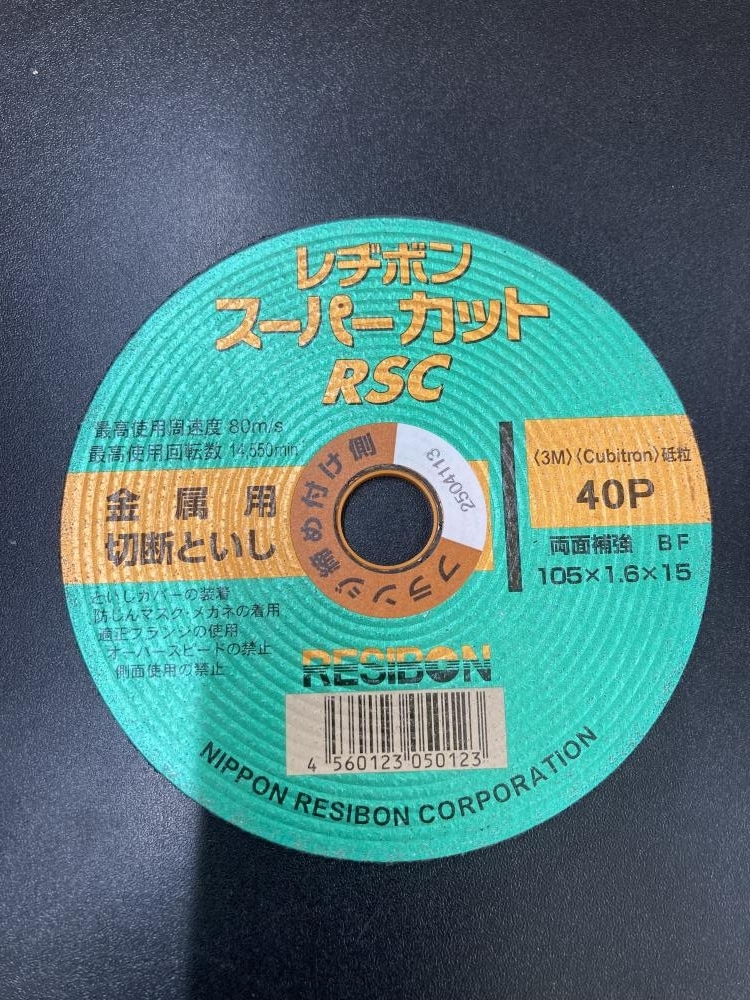 レヂボン
スーパーカット
RSC
最高使用周速度 80m/s
最高使用回転数 14,550min⁻¹
金属用
切断といし
といしカバーの装着
防じんマスク・メガネの着用
適正フランジの使用
オーバースピードの禁止
側面使用の禁止
フランジ締め付け側
2504113
〈3M〉〈Cubitron〉砥粒
40P
両面補強 BF
105×1.6×15
RESIBON
4 560123 050123
NIPPON RESIBON CORPORATION